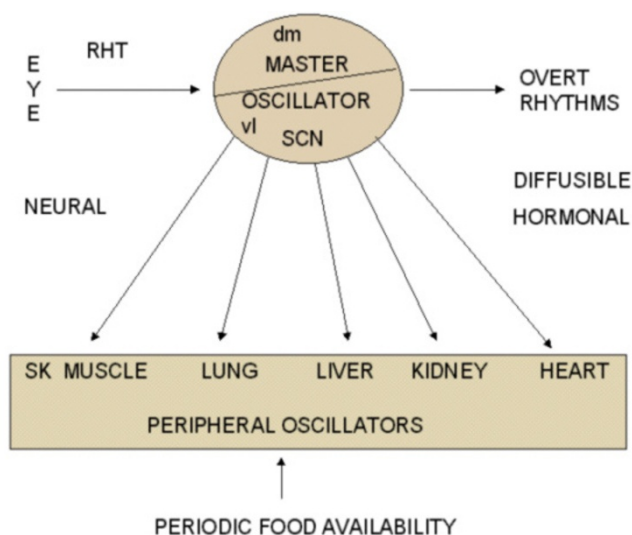 RHT
EYE
dm
MASTER
OSCILLATOR
vl
SCN
OVERT
RHYTHMS
NEURAL
DIFFUSIBLE
HORMONAL
SK MUSCLE LUNG LIVER KIDNEY HEART
PERIPHERAL OSCILLATORS
PERIODIC FOOD AVAILABILITY